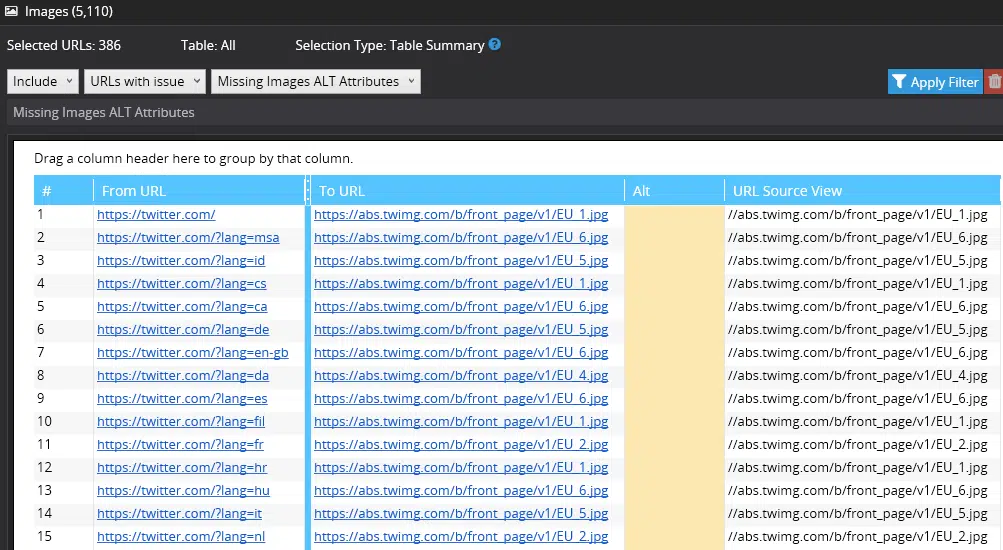 Images (5,110)
Selected URLs: 386 Table: All Selection Type: Table Summary ?
Include URLs with issue Missing Images ALT Attributes Apply Filter
Missing Images ALT Attributes
Drag a column header here to group by that column.
# From URL To URL Alt URL Source View
1 https://twitter.com/ https://abs.twimg.com/b/front_page/v1/EU_1.jpg //abs.twimg.com/b/front_page/v1/EU_1.jpg
2 https://twitter.com/?lang=msa https://abs.twimg.com/b/front_page/v1/EU_6.jpg //abs.twimg.com/b/front_page/v1/EU_6.jpg
3 https://twitter.com/?lang=id https://abs.twimg.com/b/front_page/v1/EU_5.jpg //abs.twimg.com/b/front_page/v1/EU_5.jpg
4 https://twitter.com/?lang=cs https://abs.twimg.com/b/front_page/v1/EU_1.jpg //abs.twimg.com/b/front_page/v1/EU_1.jpg
5 https://twitter.com/?lang=ca https://abs.twimg.com/b/front_page/v1/EU_6.jpg //abs.twimg.com/b/front_page/v1/EU_6.jpg
6 https://twitter.com/?lang=de https://abs.twimg.com/b/front_page/v1/EU_5.jpg //abs.twimg.com/b/front_page/v1/EU_5.jpg
7 https://twitter.com/?lang=en-gb https://abs.twimg.com/b/front_page/v1/EU_6.jpg //abs.twimg.com/b/front_page/v1/EU_6.jpg
8 https://twitter.com/?lang=da https://abs.twimg.com/b/front_page/v1/EU_4.jpg //abs.twimg.com/b/front_page/v1/EU_4.jpg
9 https://twitter.com/?lang=es https://abs.twimg.com/b/front_page/v1/EU_6.jpg //abs.twimg.com/b/front_page/v1/EU_6.jpg
10 https://twitter.com/?lang=fil https://abs.twimg.com/b/front_page/v1/EU_1.jpg //abs.twimg.com/b/front_page/v1/EU_1.jpg
11 https://twitter.com/?lang=fr https://abs.twimg.com/b/front_page/v1/EU_2.jpg //abs.twimg.com/b/front_page/v1/EU_2.jpg
12 https://twitter.com/?lang=hr https://abs.twimg.com/b/front_page/v1/EU_1.jpg //abs.twimg.com/b/front_page/v1/EU_1.jpg
13 https://twitter.com/?lang=hu https://abs.twimg.com/b/front_page/v1/EU_6.jpg //abs.twimg.com/b/front_page/v1/EU_6.jpg
14 https://twitter.com/?lang=it https://abs.twimg.com/b/front_page/v1/EU_5.jpg //abs.twimg.com/b/front_page/v1/EU_5.jpg
15 https://twitter.com/?lang=nl https://abs.twimg.com/b/front_page/v1/EU_2.jpg //abs.twimg.com/b/front_page/v1/EU_2.jpg